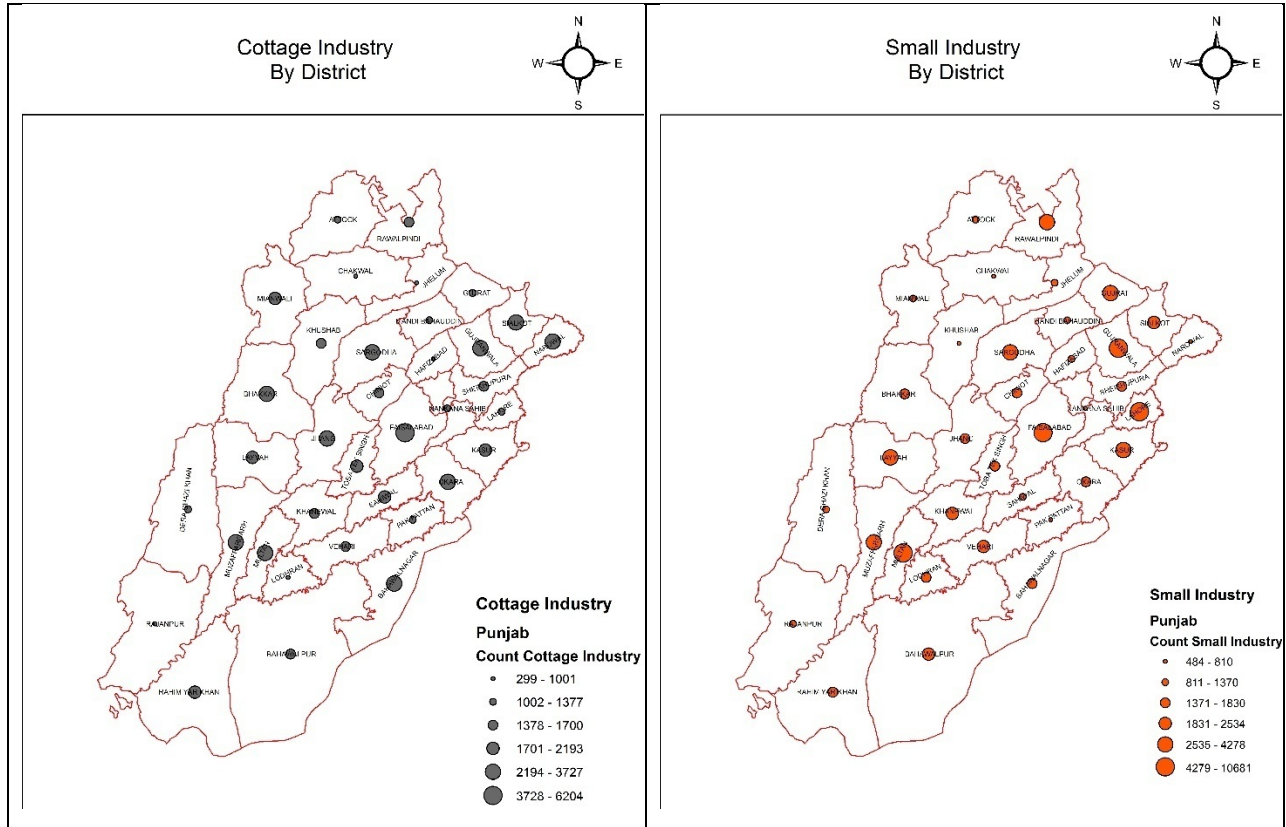 Cottage Industry
By District
N
W
E
S
ATTOCK
RAWALPINDI
CHAKWAL
JHELUM
GUJRAT
MIANWALI
MANDI BAHAUDDIN
SIALKOT
KHUSHAB
GUJRANWALA
NAROWAL
SARGODHA
HAFIZABAD
SHEIKHUPURA
CHINIOT
BHAKKAR
NANKANA SAHIB
LAHORE
FAISALABAD
JHANG
KASUR
LAYYAH
TOBA TEK SINGH
OKARA
DERA GHAZI KHAN
SAHIWAL
KHANEWAL
PAKPATTAN
MUZAFFARGARH
MULTAN
VEHARI
LODHRAN
BAHAWALNAGAR
RAJANPUR
BAHAWALPUR
RAHIM YAR KHAN
Cottage Industry
Punjab
Count Cottage Industry
299 - 1001
1002 - 1377
1378 - 1700
1701 - 2193
2194 - 3727
3728 - 6204
Small Industry
By District
N
W
E
S
ATTOCK
RAWALPINDI
CHAKWAL
JHELUM
GUJRAT
MIANWALI
MANDI BAHAUDDIN
SIALKOT
KHUSHAB
GUJRANWALA
NAROWAL
SARGODHA
HAFIZABAD
SHEIKHUPURA
CHINIOT
BHAKKAR
NANKANA SAHIB
LAHORE
FAISALABAD
JHANG
KASUR
LAYYAH
TOBA TEK SINGH
OKARA
DERA GHAZI KHAN
SAHIWAL
KHANEWAL
PAKPATTAN
MUZAFFARGARH
MULTAN
VEHARI
LODHRAN
BAHAWALNAGAR
RAJANPUR
BAHAWALPUR
RAHIM YAR KHAN
Small Industry
Punjab
Count Small Industry
484 - 810
811 - 1370
1371 - 1830
1831 - 2534
2535 - 4278
4279 - 10681